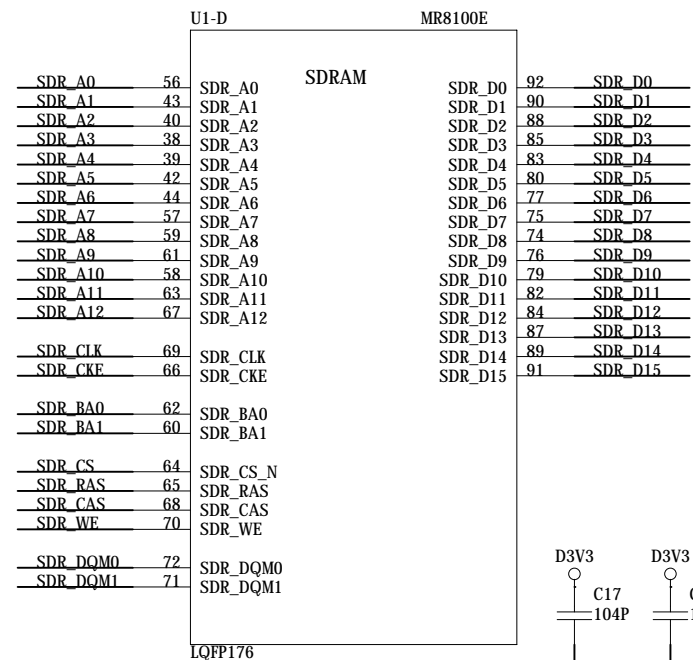 U1-D MR8100E
SDRAM
SDR_A0 56 SDR_A0 SDR_D0 92 SDR_D0
SDR_A1 43 SDR_A1 SDR_D1 90 SDR_D1
SDR_A2 40 SDR_A2 SDR_D2 88 SDR_D2
SDR_A3 38 SDR_A3 SDR_D3 85 SDR_D3
SDR_A4 39 SDR_A4 SDR_D4 83 SDR_D4
SDR_A5 42 SDR_A5 SDR_D5 80 SDR_D5
SDR_A6 44 SDR_A6 SDR_D6 77 SDR_D6
SDR_A7 57 SDR_A7 SDR_D7 75 SDR_D7
SDR_A8 59 SDR_A8 SDR_D8 74 SDR_D8
SDR_A9 61 SDR_A9 SDR_D9 76 SDR_D9
SDR_A10 58 SDR_A10 SDR_D10 79 SDR_D10
SDR_A11 63 SDR_A11 SDR_D11 82 SDR_D11
SDR_A12 67 SDR_A12 SDR_D12 84 SDR_D12
SDR_D13 87 SDR_D13
SDR_CLK 69 SDR_CLK SDR_D14 89 SDR_D14
SDR_CKE 66 SDR_CKE SDR_D15 91 SDR_D15
SDR_BA0 62 SDR_BA0
SDR_BA1 60 SDR_BA1
SDR_CS 64 SDR_CS_N
SDR_RAS 65 SDR_RAS
SDR_CAS 68 SDR_CAS
SDR_WE 70 SDR_WE
SDR_DQM0 72 SDR_DQM0
SDR_DQM1 71 SDR_DQM1
D3V3 D3V3
C17
104P
LQFP176